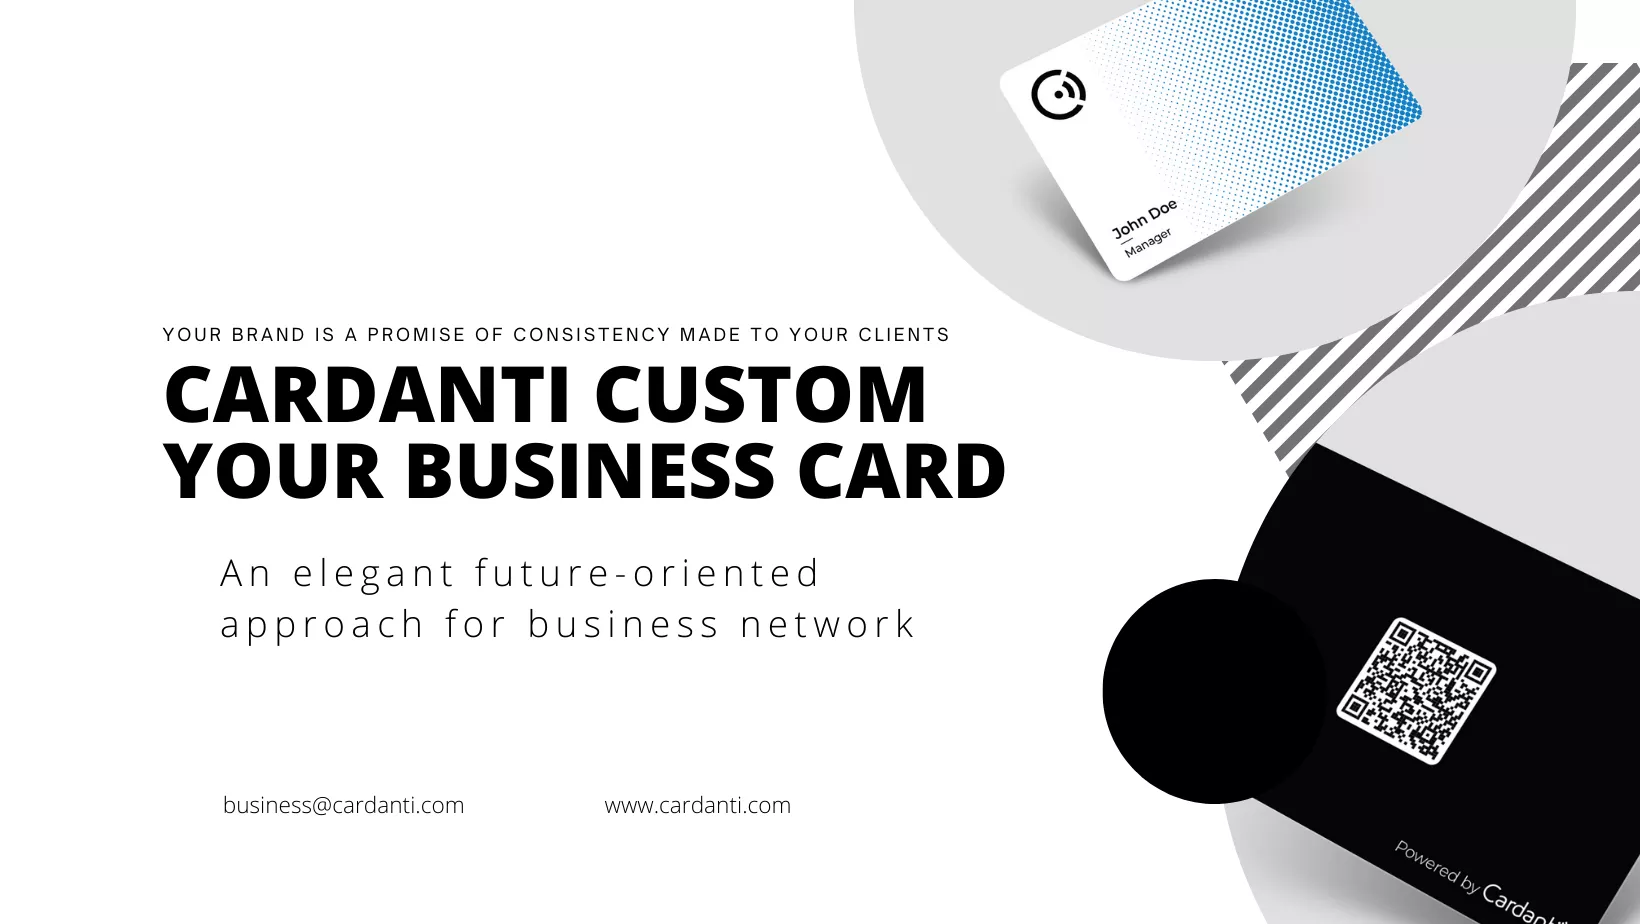 John Doe
Manager
YOUR BRAND IS A PROMISE OF CONSISTENCY MADE TO YOUR CLIENTS
CARDANTI CUSTOM
YOUR BUSINESS CARD
An elegant future-oriented
approach for business network
business@cardanti.com
www.cardanti.com
Powered by Cardanti